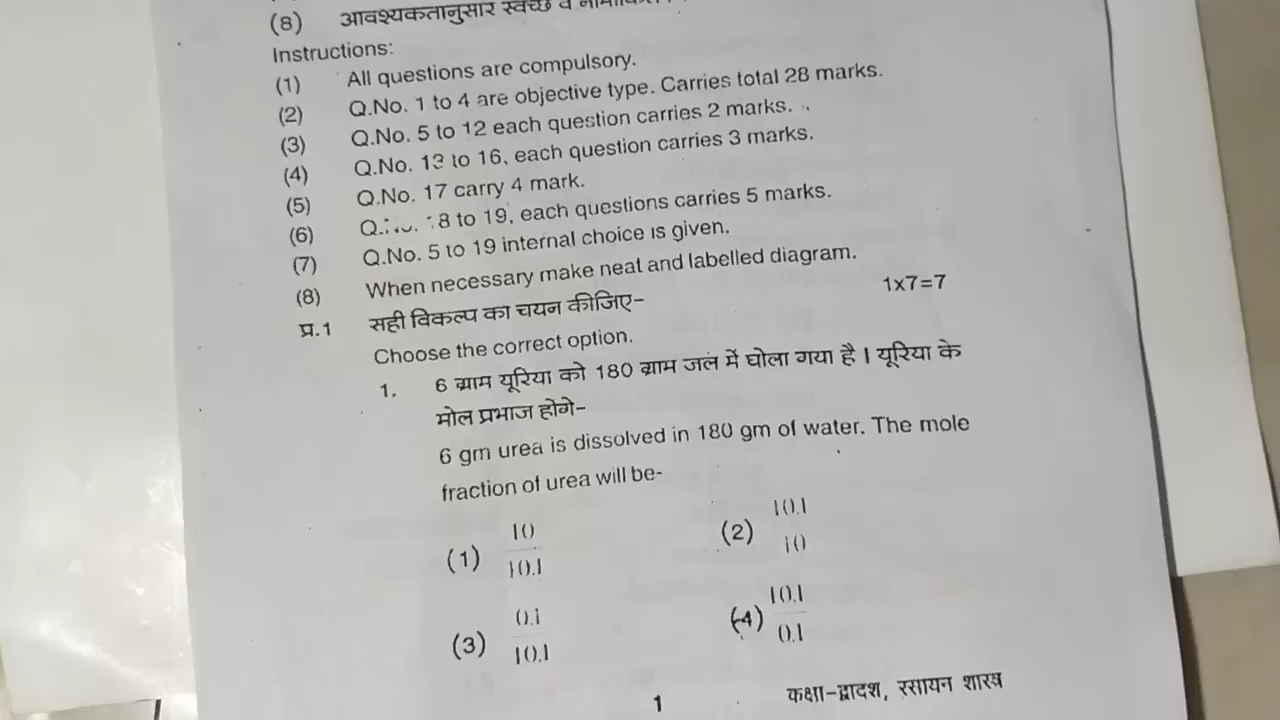 (8) आवश्यकतानुसार स्वच्छ व
Instructions:
(1) All questions are compulsory.
(2) Q.No. 1 to 4 are objective type. Carries total 28 marks.
(3) Q.No. 5 to 12 each question carries 2 marks.
(4) Q.No. 13 to 16, each question carries 3 marks.
(5) Q.No. 17 carry 4 mark.
(6) 8 to 19, each questions carries 5 marks.
(7) Q.No. 5 to 19 internal choice is given.
(8) When necessary make neat and labelled diagram.
प्र.1 सही विकल्प का चयन कीजिए- 1x7=7
Choose the correct option.
1. 6 ग्राम यूरिया को 180 ग्राम जल में घोला गया है । यूरिया के
मोल प्रभाज होंगे-
6 gm urea is dissolved in 180 gm of water. The mole
fraction of urea will be-
(1) 10/10.1 (2) 10.1/10
(3) 0.1/10.1 (4) 10.1/0.1
1 कक्षा-द्वादश, रसायन शास्त्र